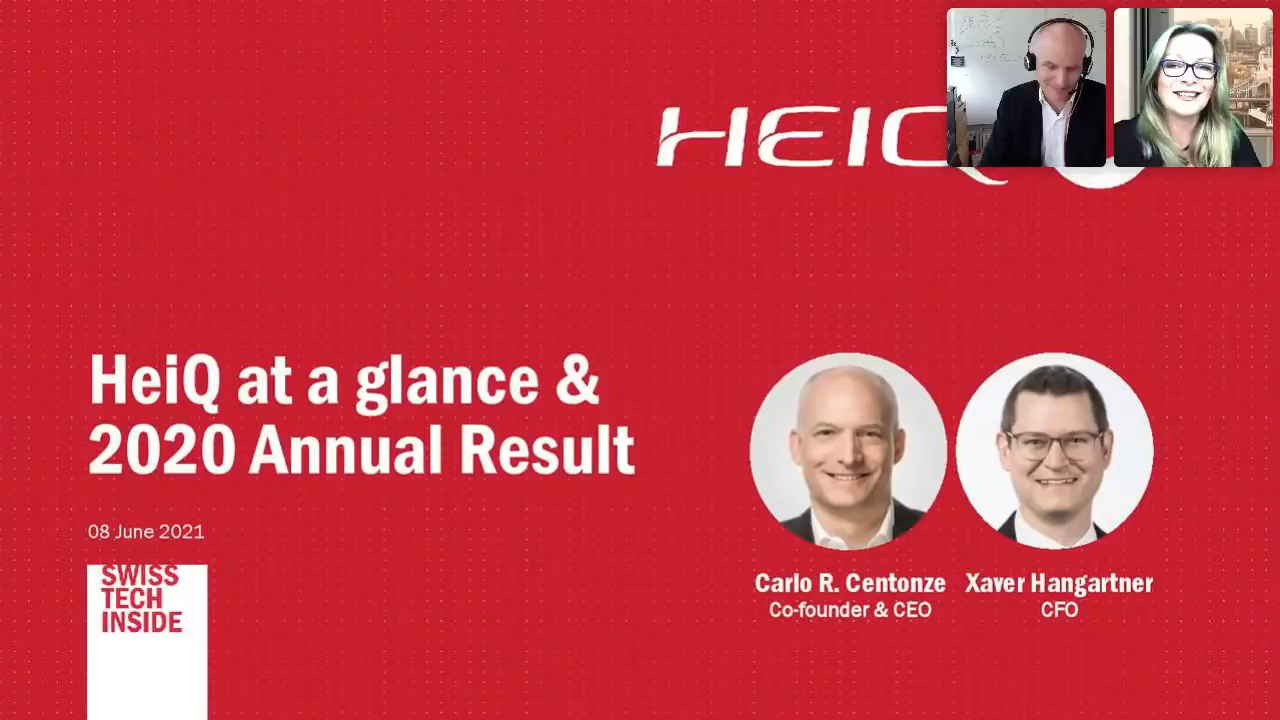 HEIQ
HeiQ at a glance &
2020 Annual Result
08 June 2021
SWISS
TECH
INSIDE
Carlo R. Centonze
Co-founder & CEO
Xaver Hangartner
CFO